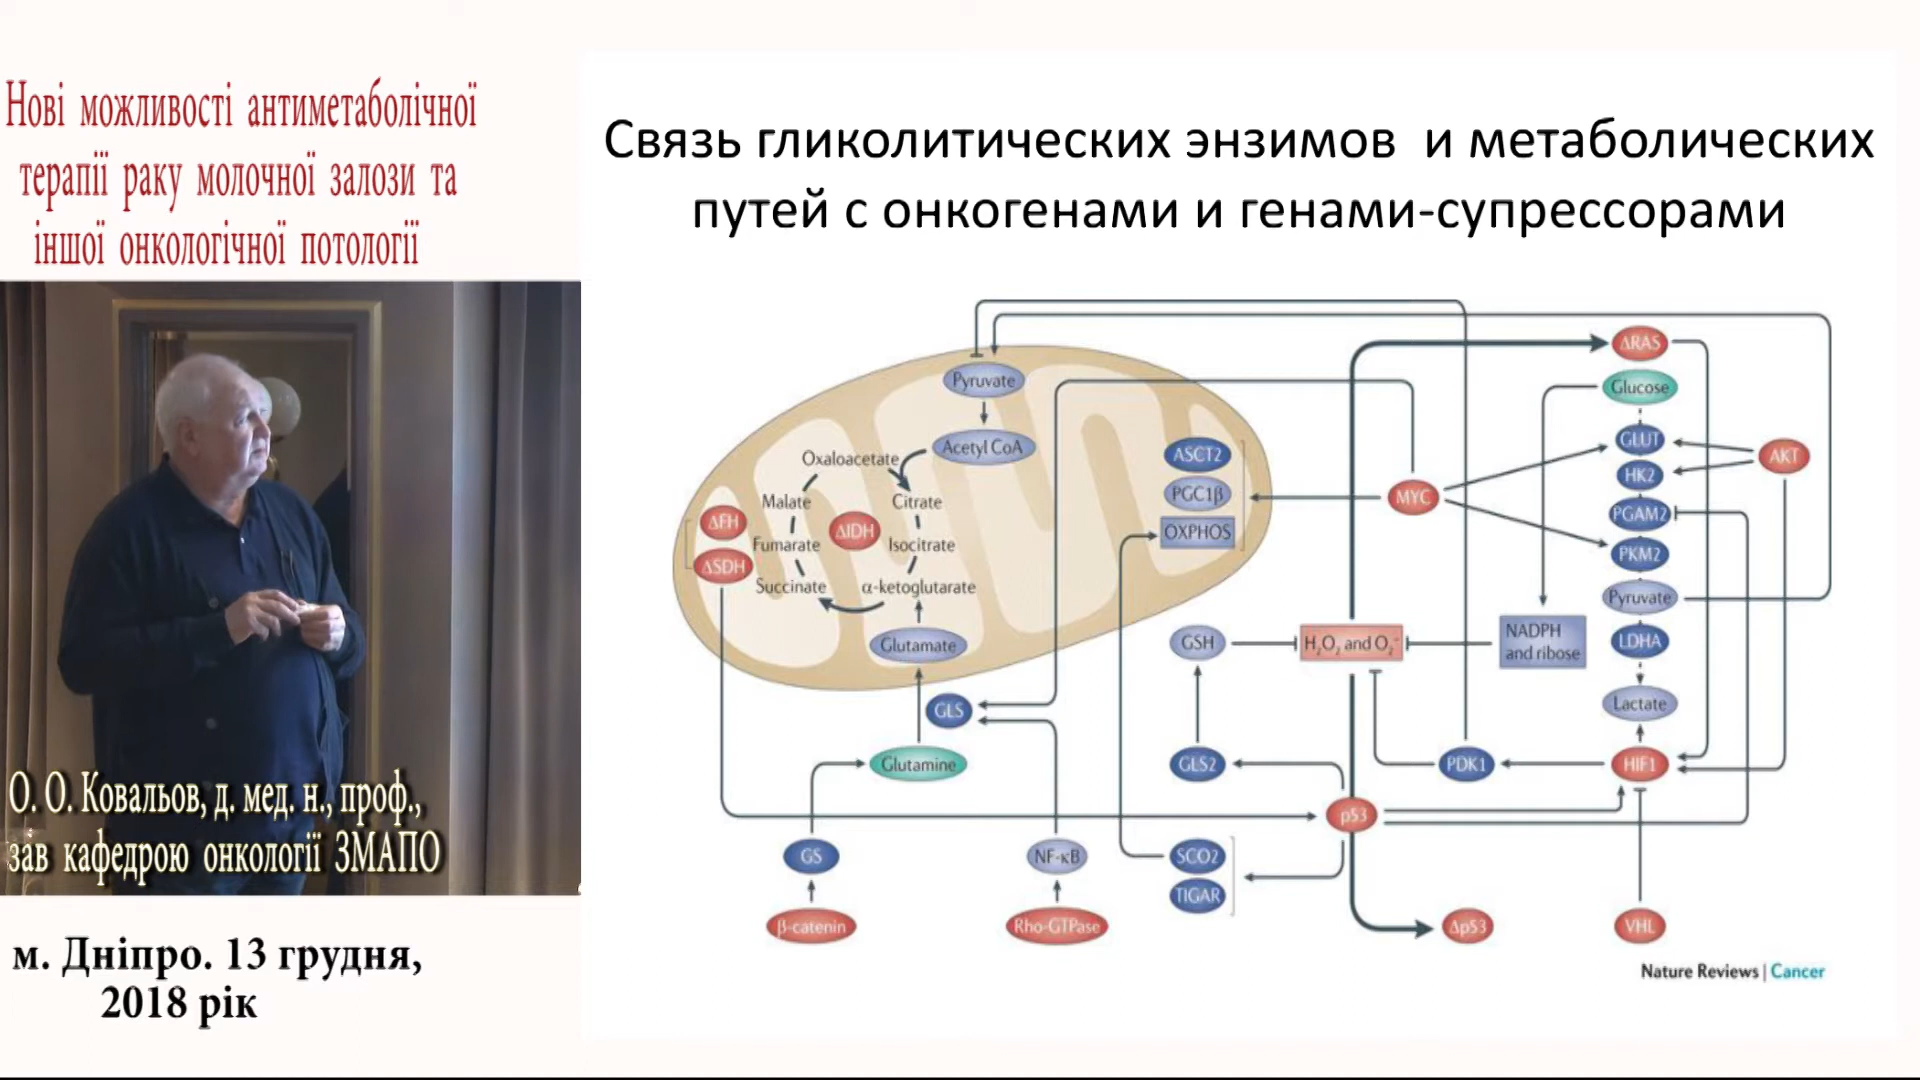 Нові можливості антиметаболічної
терапії раку молочної залози та
іншої онкологічної потології
О. О. Ковальов, д. мед. н., проф.,
зав кафедрою онкології ЗМАПО
м. Дніпро. 13 грудня,
2018 рік
Связь гликолитических энзимов и метаболических
путей с онкогенами и генами-супрессорами
Pyruvate
Acetyl CoA
Oxaloacetate
Malate
Citrate
ΔFH
ΔIDH
Fumarate
Isocitrate
ΔSDH
Succinate
α-ketoglutarate
Glutamate
GLS
Glutamine
GS
β-catenin
NF-κB
Rho-GTPase
ASCT2
PGC1β
OXPHOS
MYC
GSH
H₂O₂ and O₂⁻
NADPH
and ribose
GLS2
PDK1
p53
SCO2
TIGAR
Δp53
ΔRAS
Glucose
GLUT
AKT
HK2
PGAM2
PKM2
Pyruvate
LDHA
Lactate
HIF1
VHL
Nature Reviews | Cancer